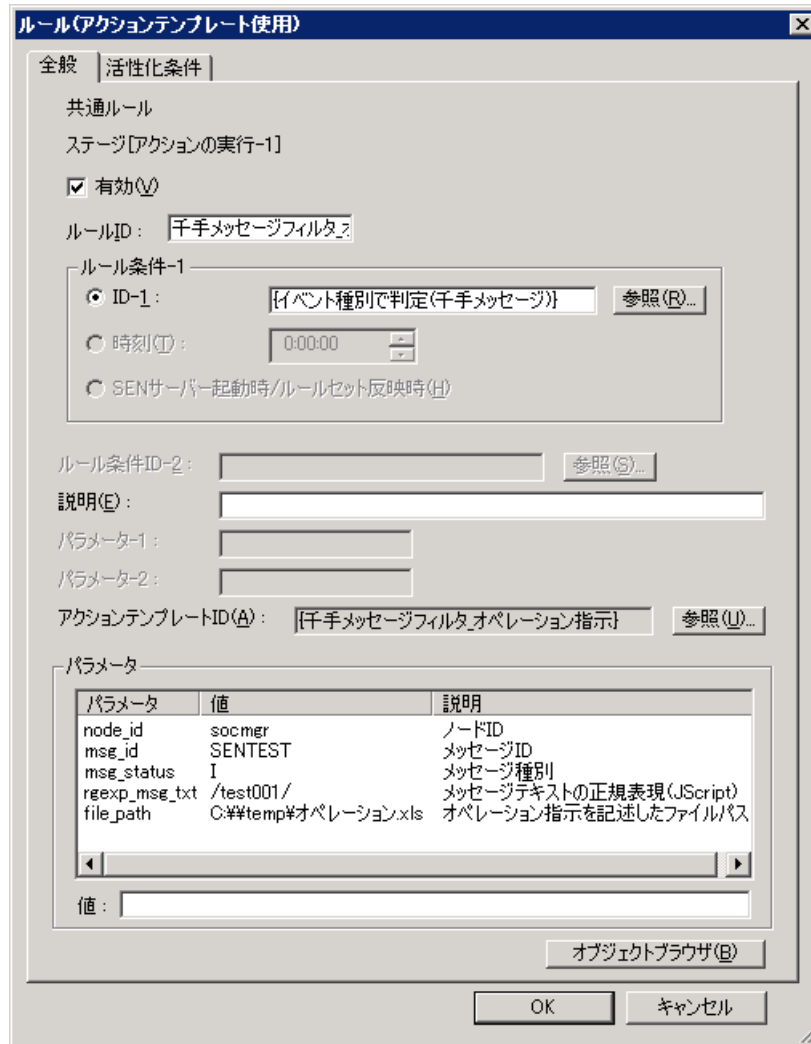 ルール(アクションテンプレート使用)
全般 活性化条件
共通ルール
ステージ[アクションの実行-1]
有効(V)
ルールID： 千手メッセージフィルタ_
ルール条件-1
ID-1： {イベント種別で判定(千手メッセージ)} 参照(R)...
時刻(T)： 0:00:00
SENサーバー起動時/ルールセット反映時(H)
ルール条件ID-2： 参照(S)...
説明(E)：
パラメーター-1：
パラメーター-2：
アクションテンプレートID(A)： {千手メッセージフィルタ_オペレーション指示} 参照(U)...
パラメータ
パラメータ 値 説明
node_id socmgr ノードID
msg_id SENTEST メッセージID
msg_status I メッセージ種別
rgexp_msg_txt /test001/ メッセージテキストの正規表現(JScript)
file_path C:¥¥temp¥オペレーション.xls オペレーション指示を記述したファイルパス
値：
オブジェクトブラウザ(B)
OK キャンセル